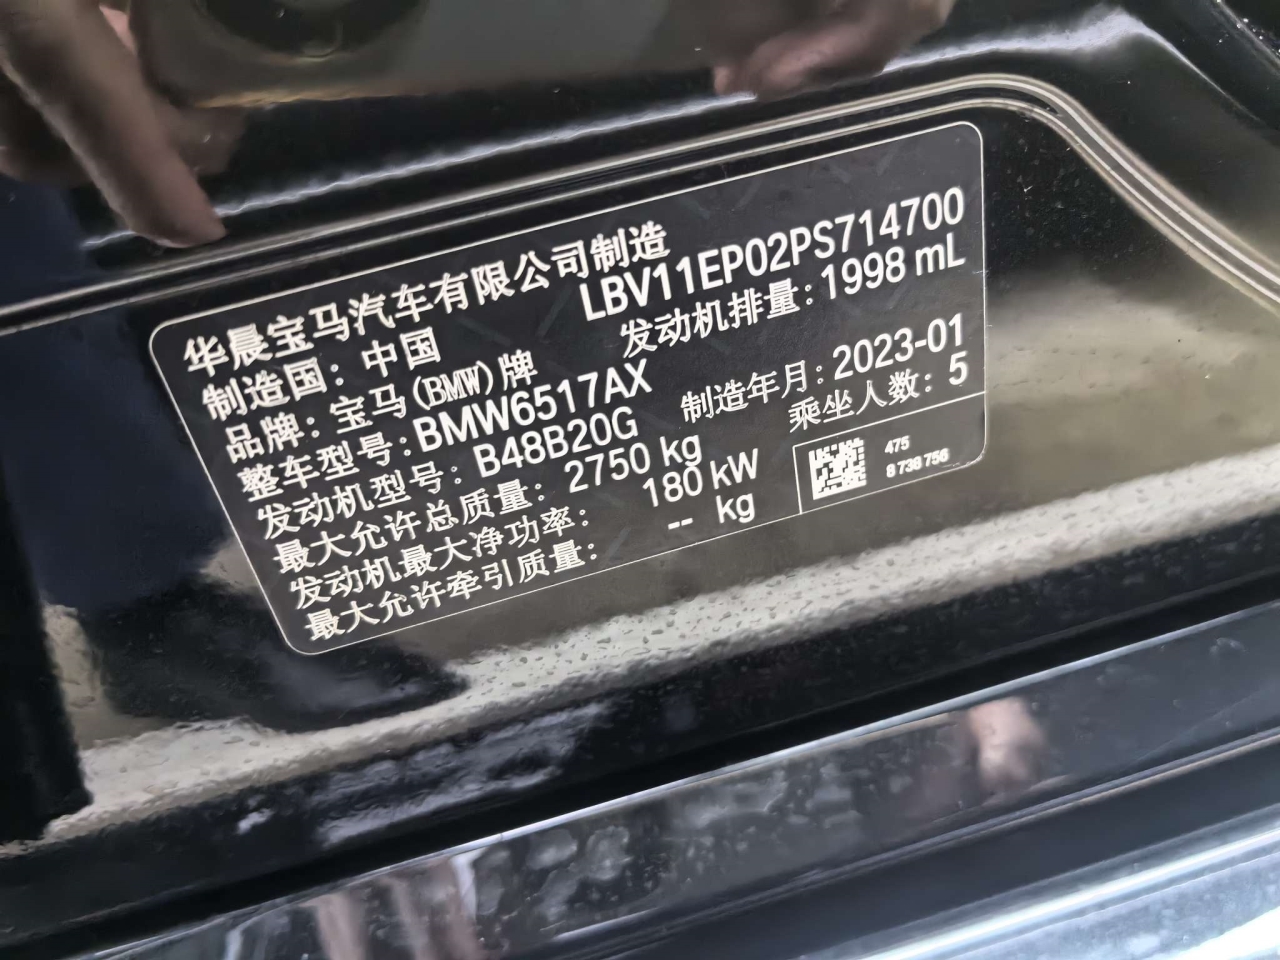 华晨宝马汽车有限公司制造
制造国：中国 LBV11EP02PS714700
品牌：宝马(BMW)牌 发动机排量：1998 mL
整车型号：BMW6517AX
发动机型号：B48B20G 制造年月：2023-01
最大允许总质量：2750 kg 乘坐人数：5
发动机最大净功率：180 kW
最大允许牵引质量：-- kg
475
8 738 756